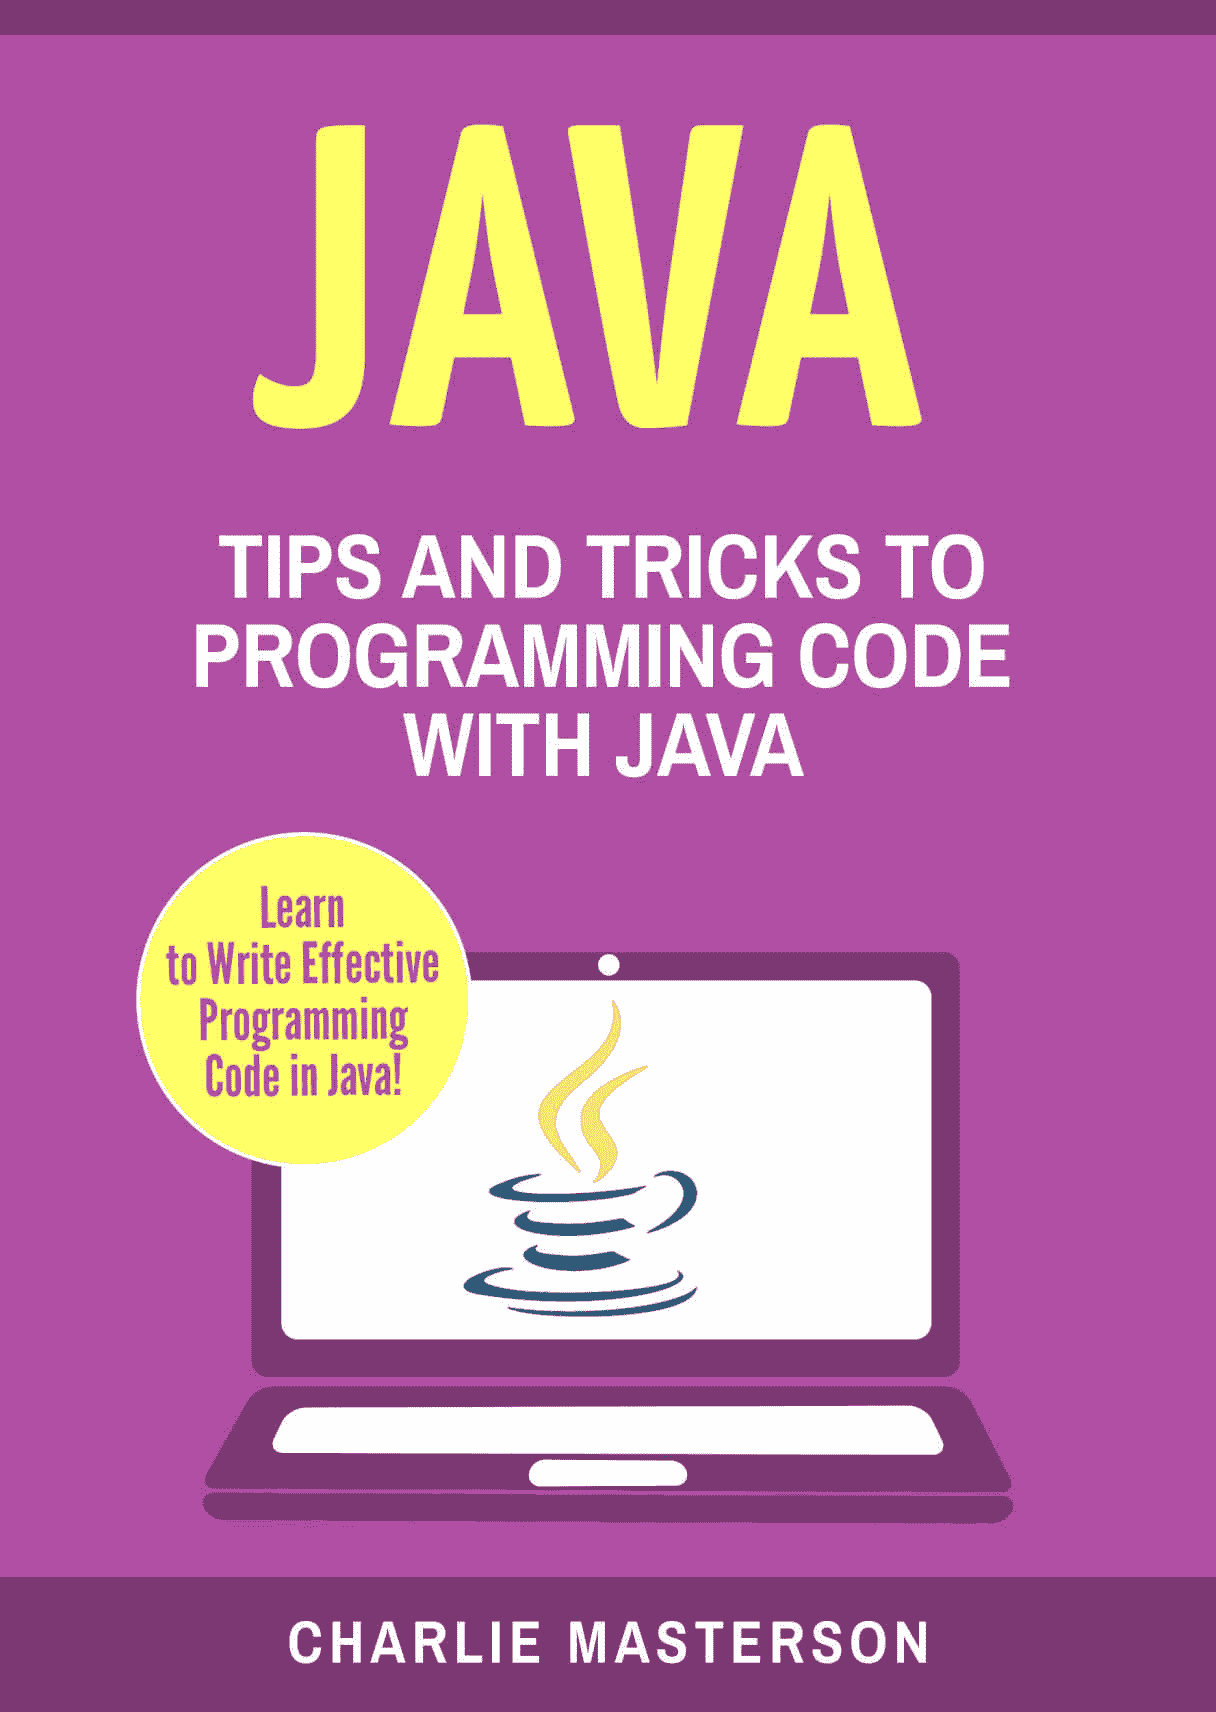 JAVA
TIPS AND TRICKS TO
PROGRAMMING CODE
WITH JAVA
Learn
to Write Effective
Programming
Code in Java!
CHARLIE MASTERSON